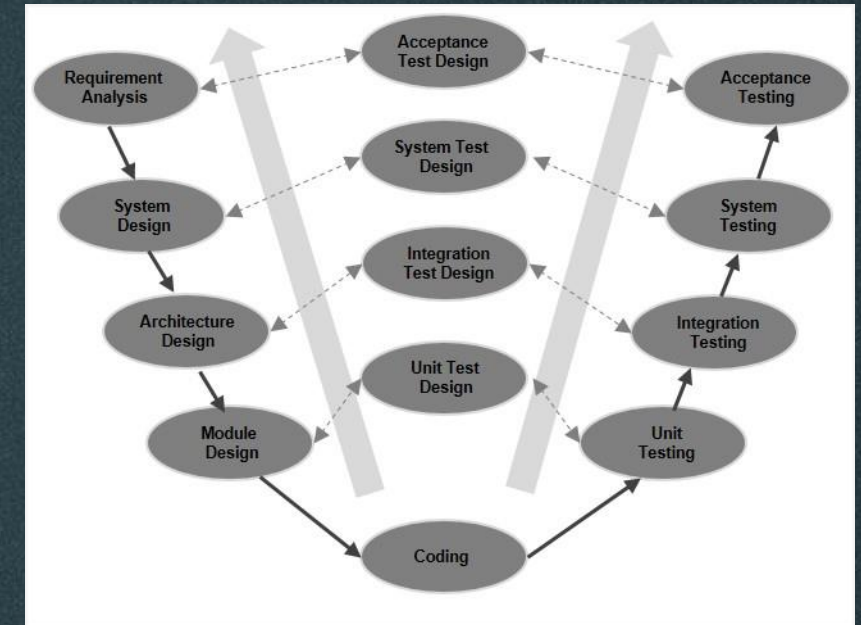 Acceptance
Test Design
Requirement
Analysis
Acceptance
Testing
System Test
Design
System
Design
System
Testing
Integration
Test Design
Architecture
Design
Integration
Testing
Unit Test
Design
Module
Design
Unit
Testing
Coding